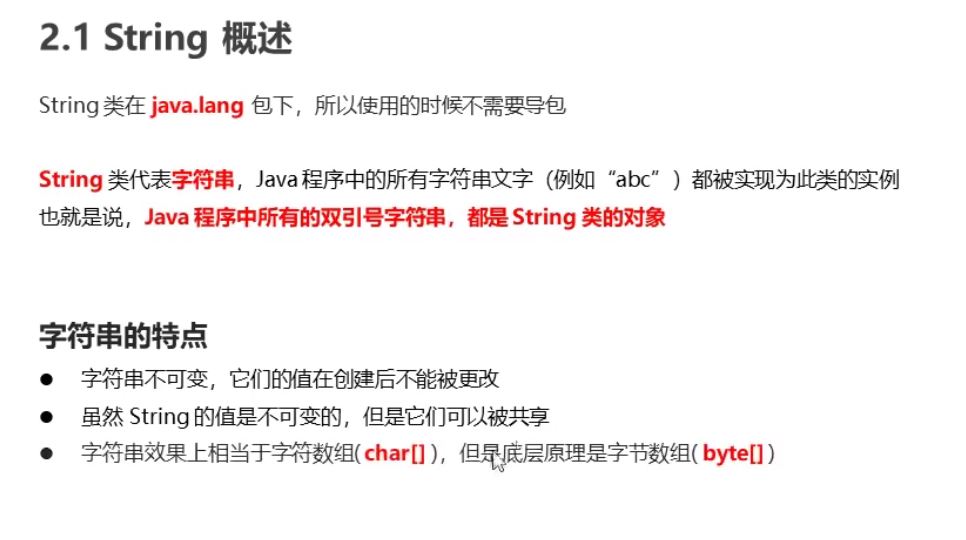 2.1 String 概述
String 类在 java.lang 包下，所以使用的时候不需要导包
String 类代表字符串，Java 程序中的所有字符串文字（例如“abc”）都被实现为此类的实例
也就是说，Java 程序中所有的双引号字符串，都是 String 类的对象
字符串的特点
● 字符串不可变，它们的值在创建后不能被更改
● 虽然 String 的值是不可变的，但是它们可以被共享
● 字符串效果上相当于字符数组( char[] )，但是底层原理是字节数组( byte[] )